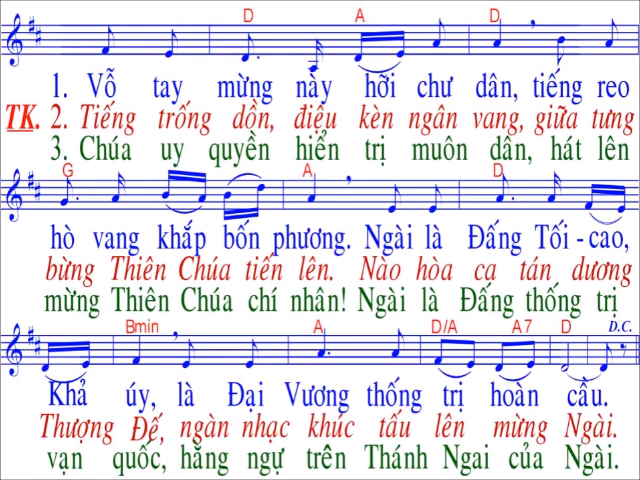 D A D
1. Vỗ tay mừng này hỡi chư dân, tiếng reo
TK. 2. Tiếng trống dồn, điệu kèn ngân vang, giữa tưng
3. Chúa uy quyền hiển trị muôn dân, hát lên
G A D
hò vang khắp bốn phương. Ngài là Đấng Tối - cao,
bừng Thiên Chúa tiến lên. Nào hòa ca tán dương
mừng Thiên Chúa chí nhân! Ngài là Đấng thống trị
Bmin A D/A A7 D D.C.
Khả úy, là Đại Vương thống trị hoàn cầu.
Thượng Đế, ngàn nhạc khúc tấu lên mừng Ngài.
vạn quốc, hằng ngự trên Thánh Ngai của Ngài.